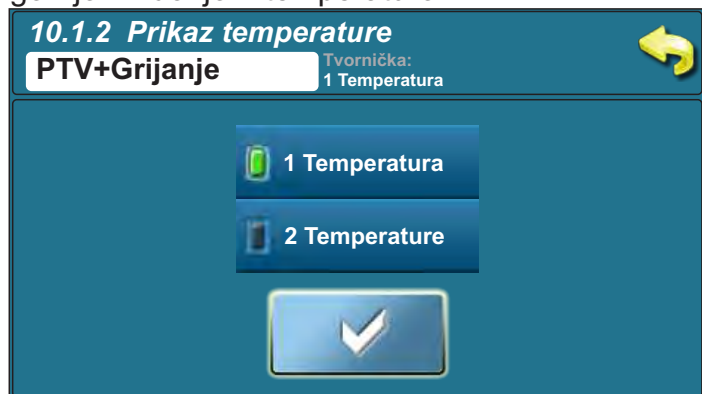 10.1.2 Prikaz temperature
PTV+Grijanje
Tvornička:
1 Temperatura
1 Temperatura
2 Temperature